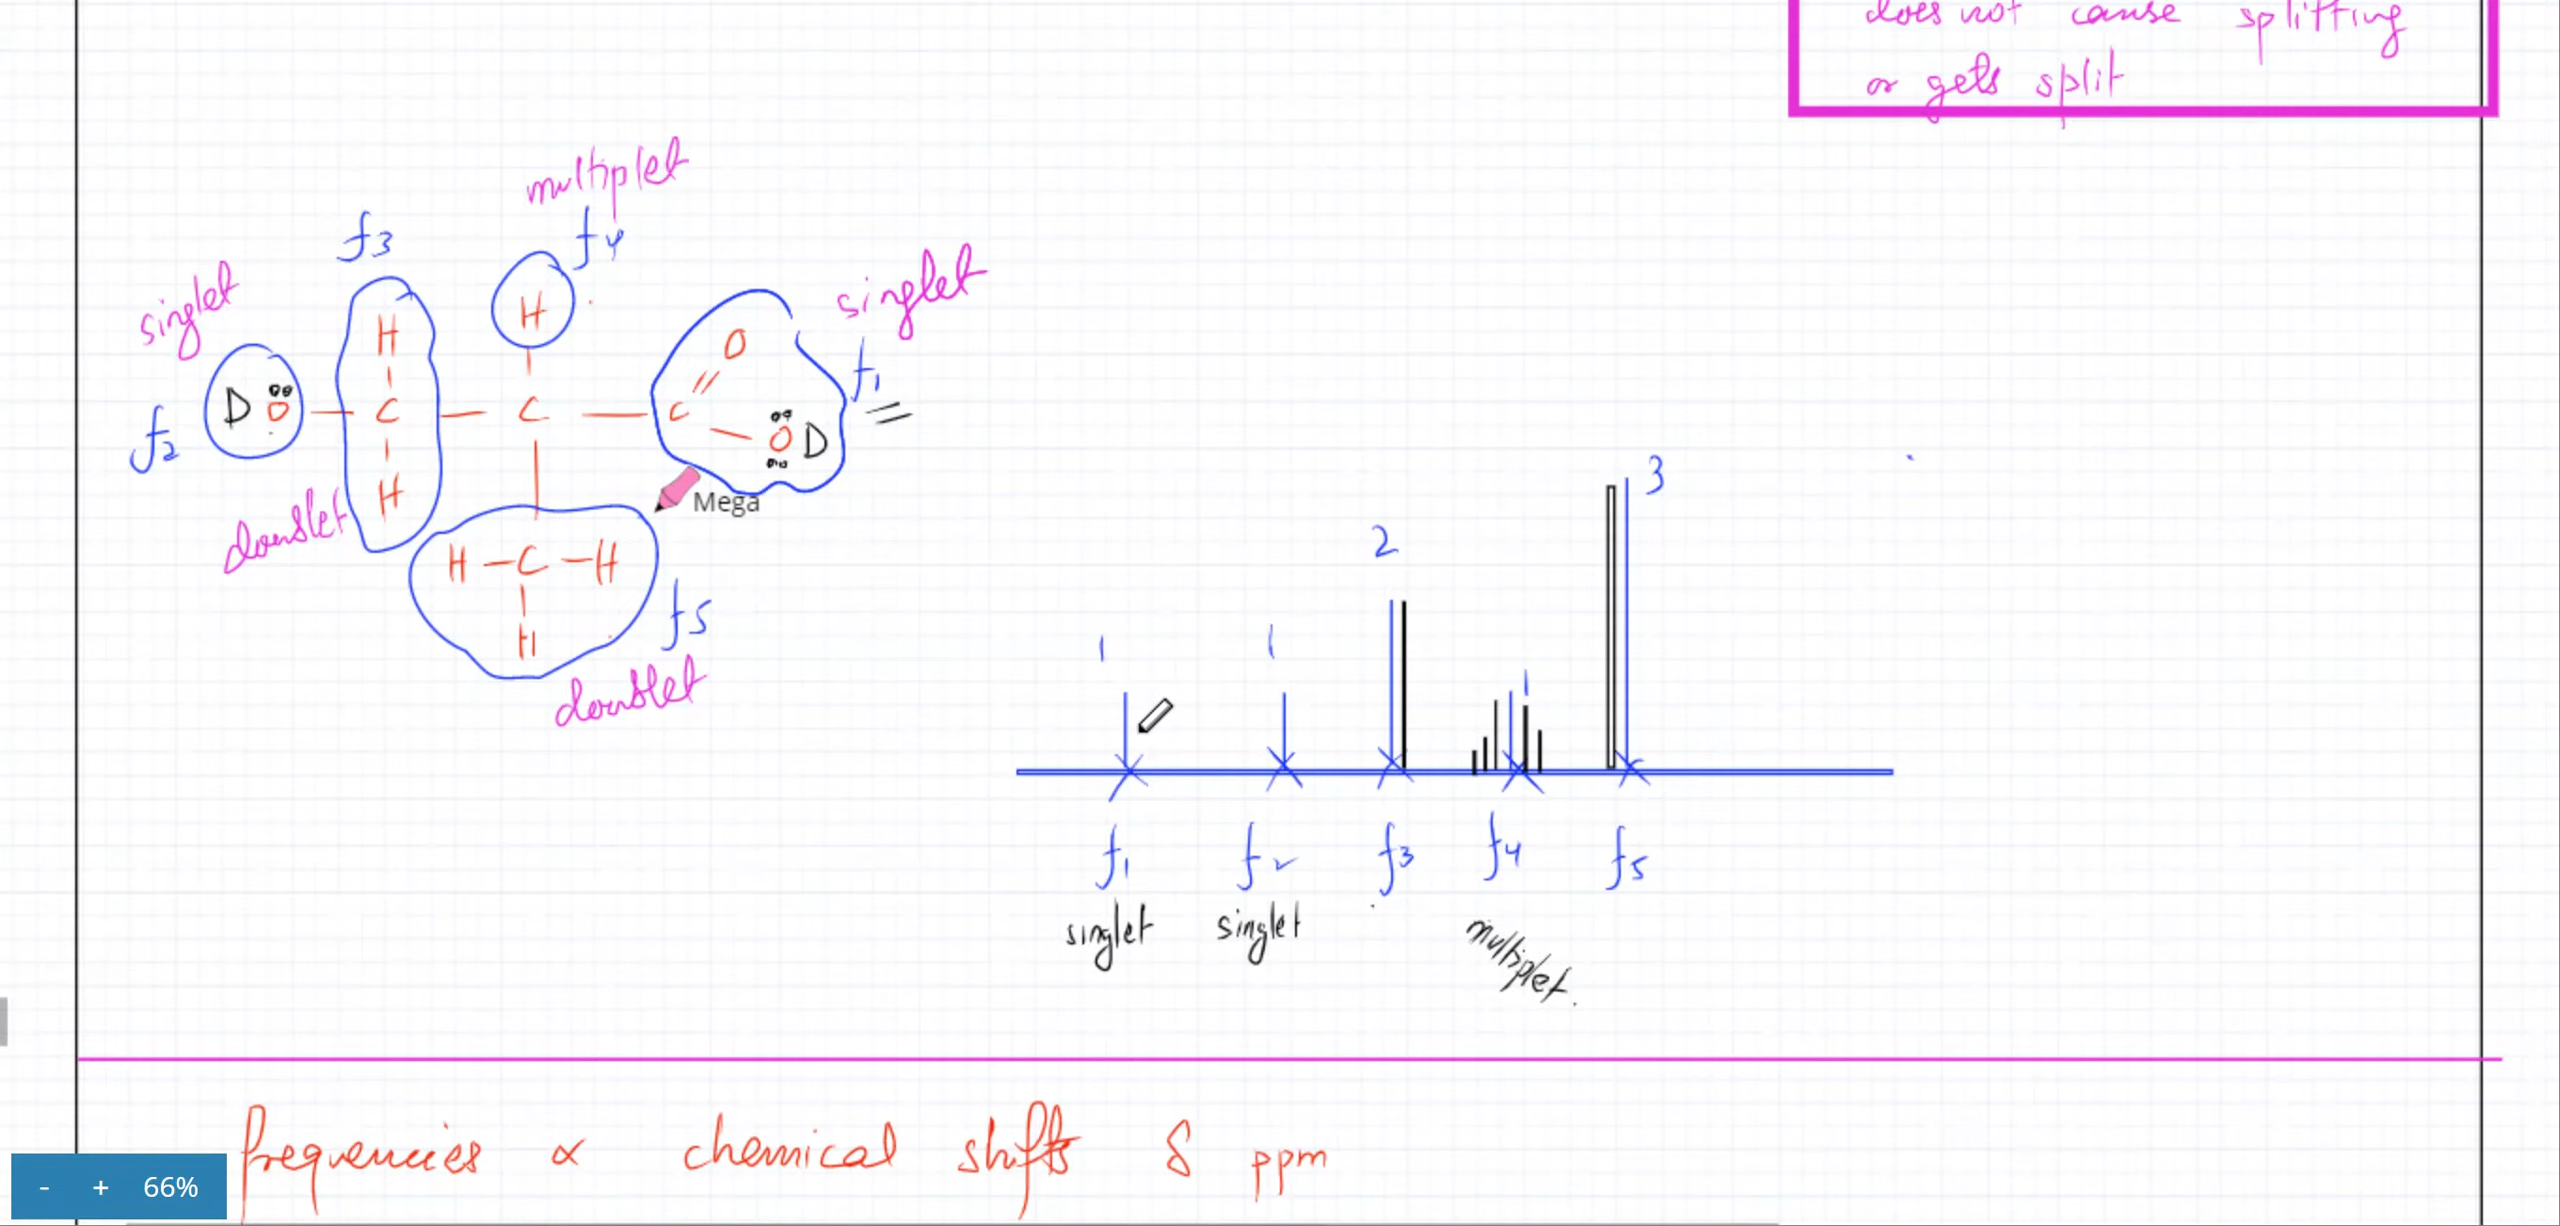 does not cause splitting
or gets split
multiplet
f3
f4
singlet
singlet
H
H
O
f1
D O
C
C
C
//
f2
O D
H
doublet
Mega
H - C - H
f5
H
doublet
3
2
1
1
1
f1
f2
f3
f4
f5
singlet
singlet
multiplet.
frequencies ∝ chemical shifts δ ppm
- + 66%